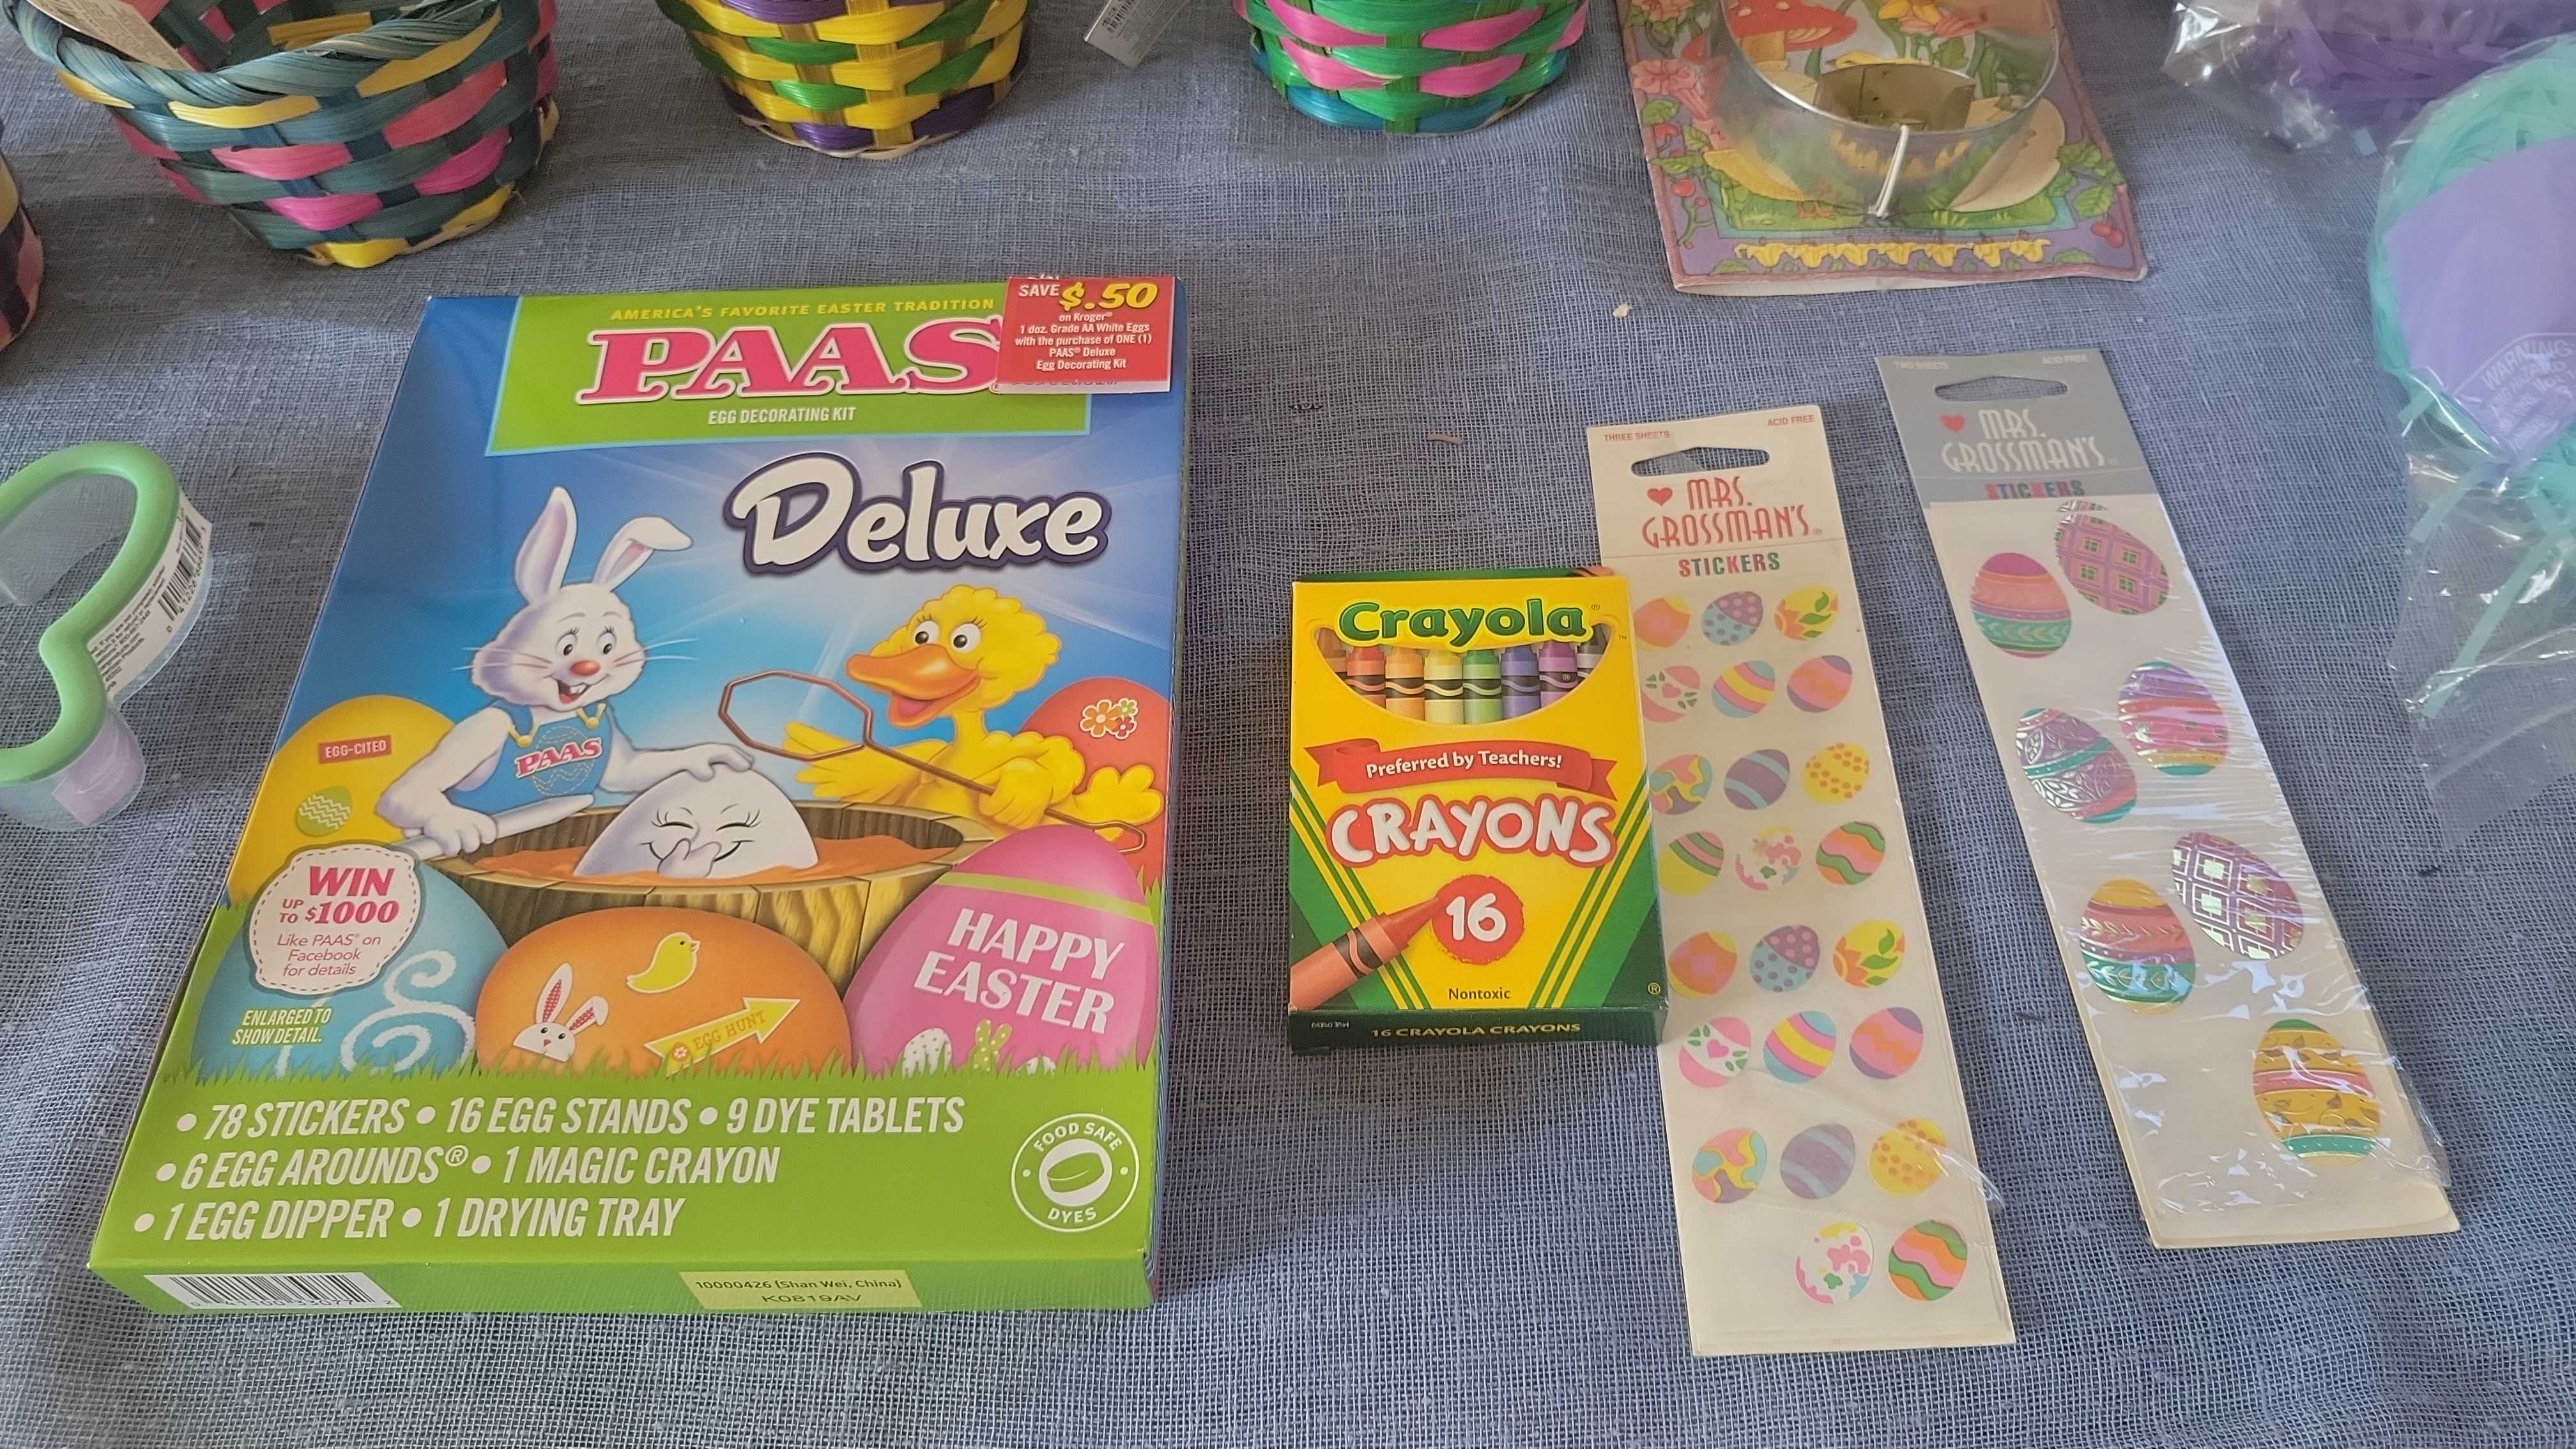 AMERICA'S FAVORITE EASTER TRADITION
PAAS
EGG DECORATING KIT
SAVE $.50
on Kroger®
1 doz. Grade AA White Eggs
with the purchase of ONE (1)
PAAS® Deluxe
Egg Decorating Kit
Deluxe
EGG-CITED
PAAS
WIN
UP TO $1000
Like PAAS® on
Facebook
for details
ENLARGED TO
SHOW DETAIL.
EGG HUNT
HAPPY
EASTER
• 78 STICKERS • 16 EGG STANDS • 9 DYE TABLETS
• 6 EGG AROUNDS® • 1 MAGIC CRAYON
• 1 EGG DIPPER • 1 DRYING TRAY
FOOD SAFE
DYES
10000426 (Shan Wei, China)
K0819AV
Crayola®
Preferred by Teachers!
CRAYONS
16
Nontoxic
®
16 CRAYOLA CRAYONS
THREE SHEETS ACID FREE
MRS.
GROSSMAN'S®
STICKERS
TWO SHEETS ACID FREE
MRS.
GROSSMAN'S®
STICKERS
WARNING